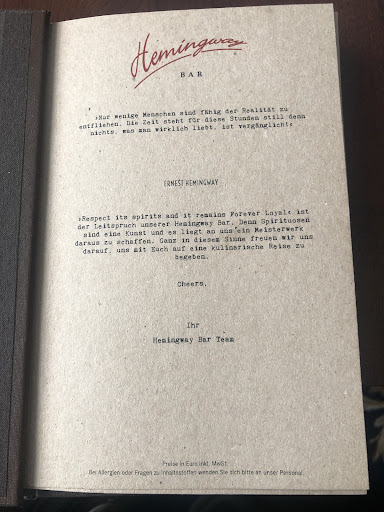 Hemingway
BAR
›Nur wenige Menschen sind fähig der Realität zu
entfliehen. Die Zeit steht für diese Stunden still denn
nichts, was man wirklich liebt, ist vergänglich‹
ERNEST HEMINGWAY
›Respect its spirits and it remains Forever Loyal‹ ist
der Leitspruch unserer Hemingway Bar. Denn Spirituosen
sind eine Kunst und es liegt an uns ein Meisterwerk
daraus zu schaffen. Ganz in diesem Sinne freuen wir uns
darauf, uns mit Euch auf eine kulinarische Reise zu
begeben.
Cheers,
Ihr
Hemingway Bar Team
Preise in Euro inkl. MwSt.
Bei Allergien oder Fragen zu Inhaltsstoffen wenden Sie sich bitte an unser Personal.